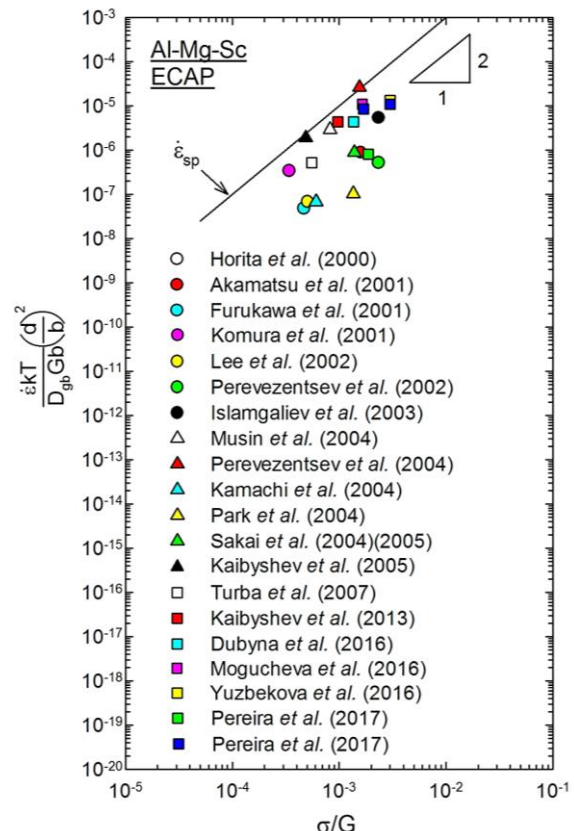 10⁻³
10⁻⁴
10⁻⁵
10⁻⁶
10⁻⁷
10⁻⁸
10⁻⁹
10⁻¹⁰
10⁻¹¹
10⁻¹²
10⁻¹³
10⁻¹⁴
10⁻¹⁵
10⁻¹⁶
10⁻¹⁷
10⁻¹⁸
10⁻¹⁹
10⁻²⁰
ε̇kT/D_gbGb (d/b)²
Al-Mg-Sc
ECAP
2
1
ε̇_sp
Horita et al. (2000)
Akamatsu et al. (2001)
Furukawa et al. (2001)
Komura et al. (2001)
Lee et al. (2002)
Perevezentsev et al. (2002)
Islamgaliev et al. (2003)
Musin et al. (2004)
Perevezentsev et al. (2004)
Kamachi et al. (2004)
Park et al. (2004)
Sakai et al. (2004)(2005)
Kaibyshev et al. (2005)
Turba et al. (2007)
Kaibyshev et al. (2013)
Dubyna et al. (2016)
Mogucheva et al. (2016)
Yuzbekova et al. (2016)
Pereira et al. (2017)
Pereira et al. (2017)
10⁻⁵ 10⁻⁴ 10⁻³ 10⁻² 10⁻¹
σ/G